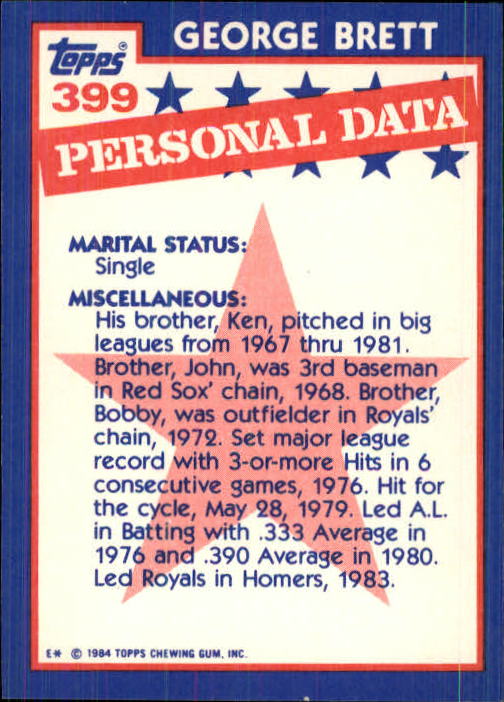 GEORGE BRETT
topps®
399
PERSONAL DATA
MARITAL STATUS:
Single
MISCELLANEOUS:
His brother, Ken, pitched in big
leagues from 1967 thru 1981.
Brother, John, was 3rd baseman
in Red Sox' chain, 1968. Brother,
Bobby, was outfielder in Royals'
chain, 1972. Set major league
record with 3-or-more Hits in 6
consecutive games, 1976. Hit for
the cycle, May 28, 1979. Led A.L.
in Batting with .333 Average in
1976 and .390 Average in 1980.
Led Royals in Homers, 1983.
E* © 1984 TOPPS CHEWING GUM, INC.